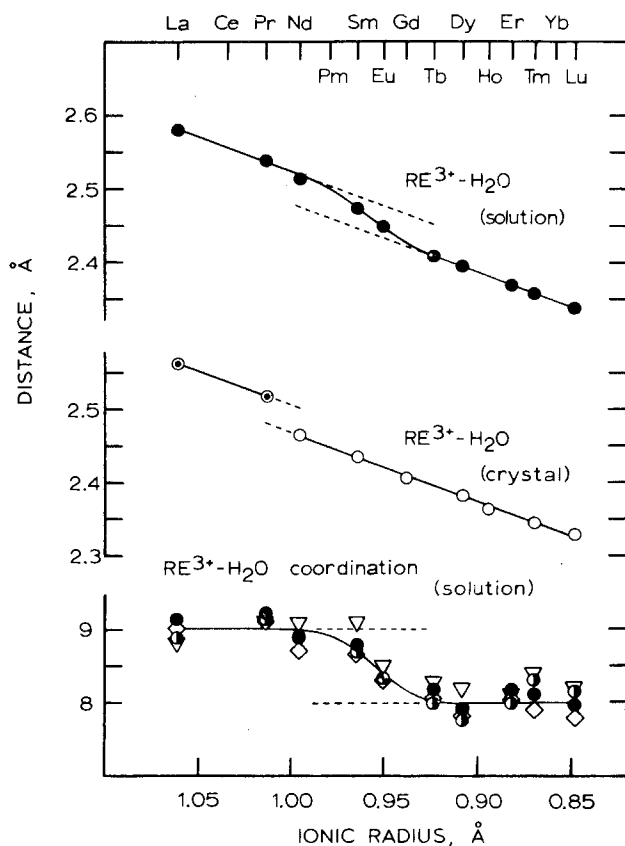 La Ce Pr Nd Sm Gd Dy Er Yb
Pm Eu Tb Ho Tm Lu
2.6
2.5
2.4
RE³⁺-H₂O
(solution)
DISTANCE, Å
2.5
2.4
2.3
RE³⁺-H₂O
(crystal)
RE³⁺-H₂O coordination
(solution)
9
8
1.05 1.00 0.95 0.90 0.85
IONIC RADIUS, Å